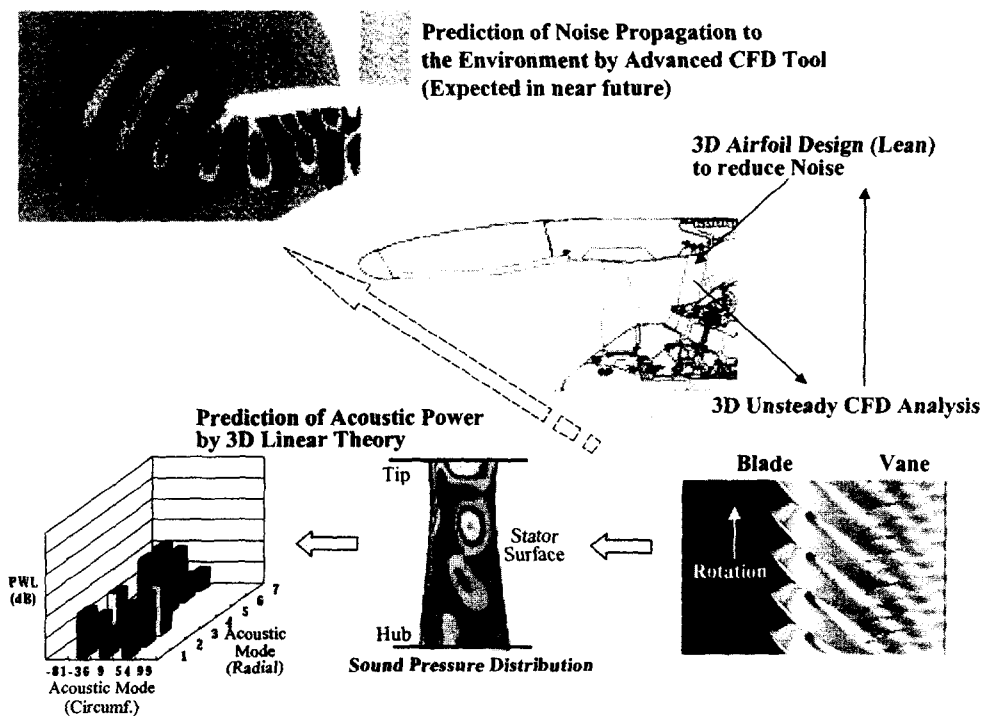 Prediction of Noise Propagation to
the Environment by Advanced CFD Tool
(Expected in near future)
3D Airfoil Design (Lean)
to reduce Noise
3D Unsteady CFD Analysis
Prediction of Acoustic Power
by 3D Linear Theory
Blade
Vane
Rotation
Tip
Stator
Surface
Hub
Sound Pressure Distribution
PWL
(dB)
-81 -36 9 54 99
Acoustic Mode
(Circumf.)
1 2 3 4 5 6 7
Acoustic
Mode
(Radial)